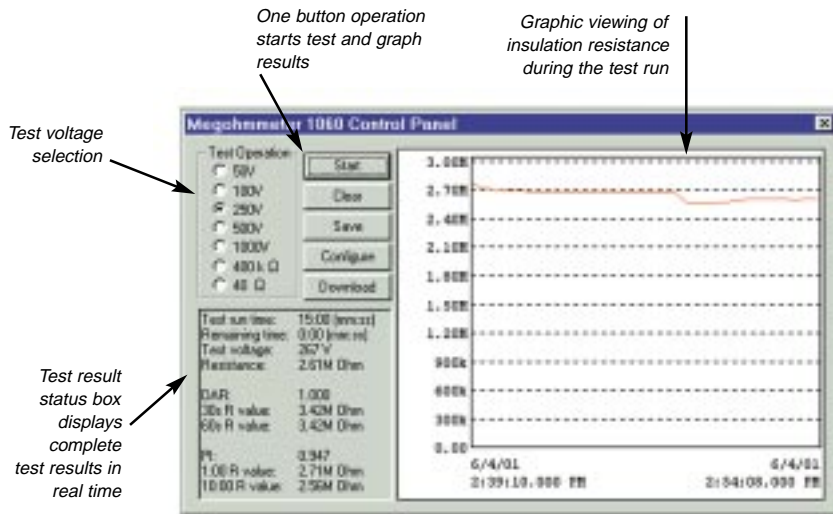 One button operation
starts test and graph
results
Graphic viewing of
insulation resistance
during the test run
Test voltage
selection
Megohmmeter 1060 Control Panel
Test Operation
50V
100V
250V
500V
1000V
400 k Ω
40 Ω
Start
Clear
Save
Configure
Download
Test run time: 15:00 (mm:ss)
Remaining time: 0:00 (mm:ss)
Test voltage: 267 V
Resistance: 2.61M Ohm
DAR: 1.000
30s R value: 3.42M Ohm
60s R value: 3.42M Ohm
PI: 0.947
1:00 R value: 2.71M Ohm
10:00 R value: 2.56M Ohm
Test result
status box
displays
complete
test results in
real time
3.00M
2.70M
2.40M
2.10M
1.80M
1.50M
1.20M
900k
600k
300k
0.00
6/4/01
2:39:10.000 PM
6/4/01
2:54:08.000 PM